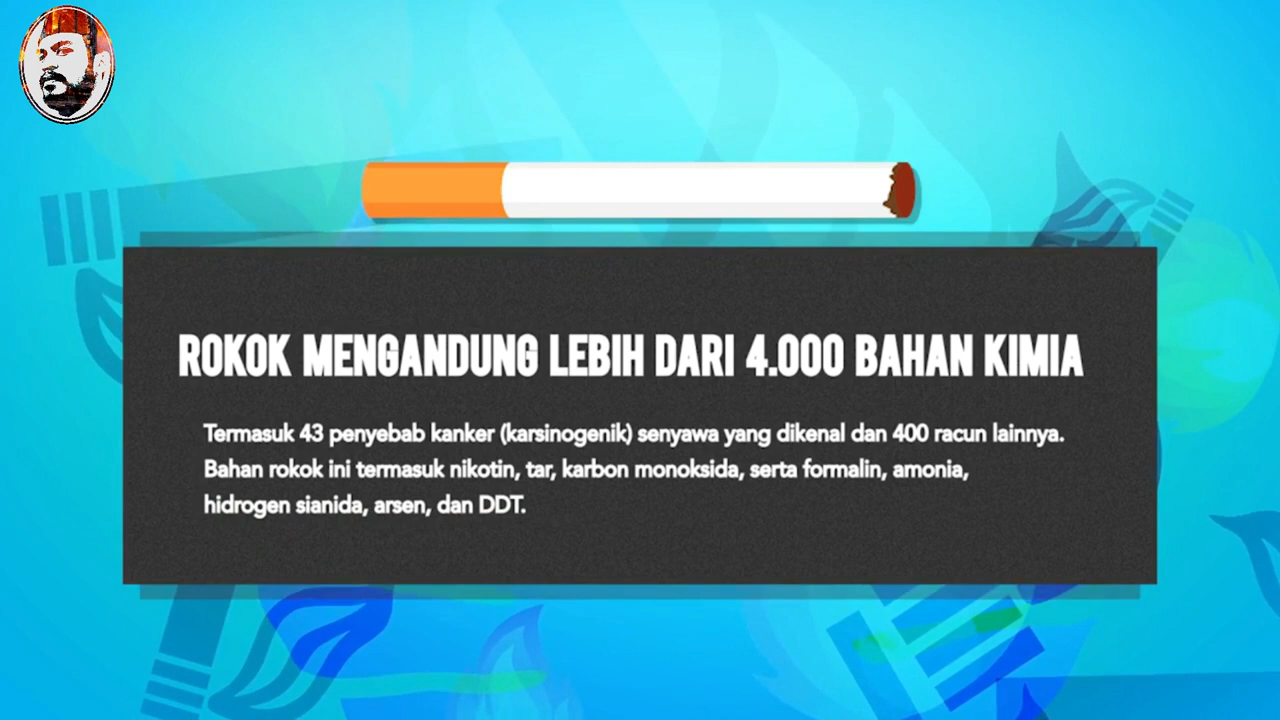 ROKOK MENGANDUNG LEBIH DARI 4.000 BAHAN KIMIA
Termasuk 43 penyebab kanker (karsinogenik) senyawa yang dikenal dan 400 racun lainnya.
Bahan rokok ini termasuk nikotin, tar, karbon monoksida, serta formalin, amonia,
hidrogen sianida, arsen, dan DDT.